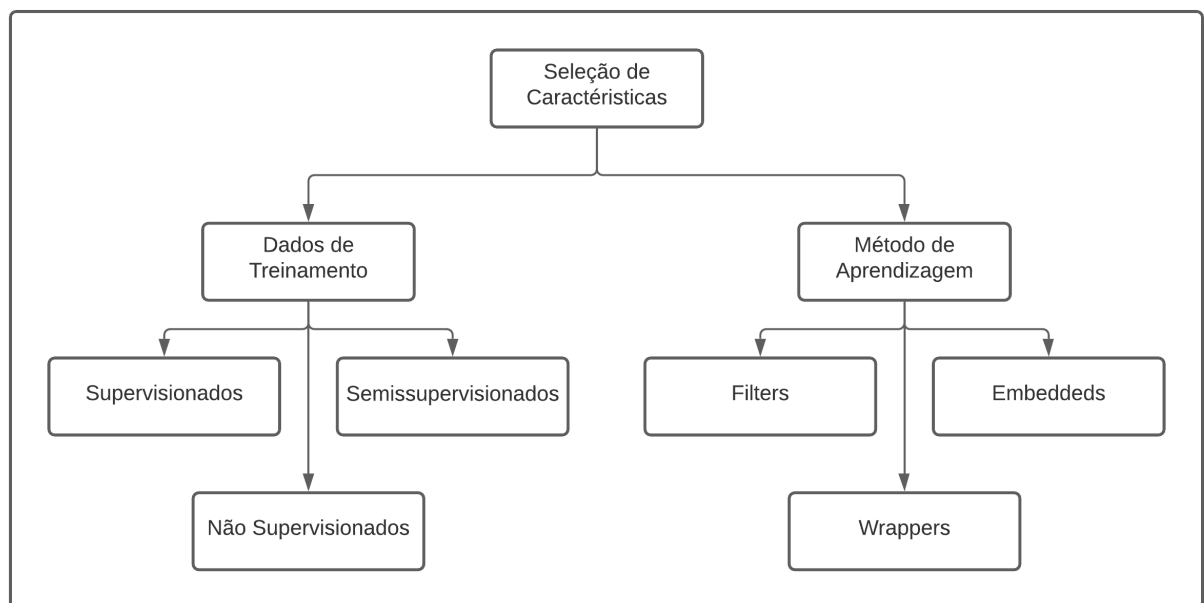 Seleção de
Caractéristicas
Dados de
Treinamento
Método de
Aprendizagem
Supervisionados
Semissupervisionados
Filters
Embeddeds
Não Supervisionados
Wrappers